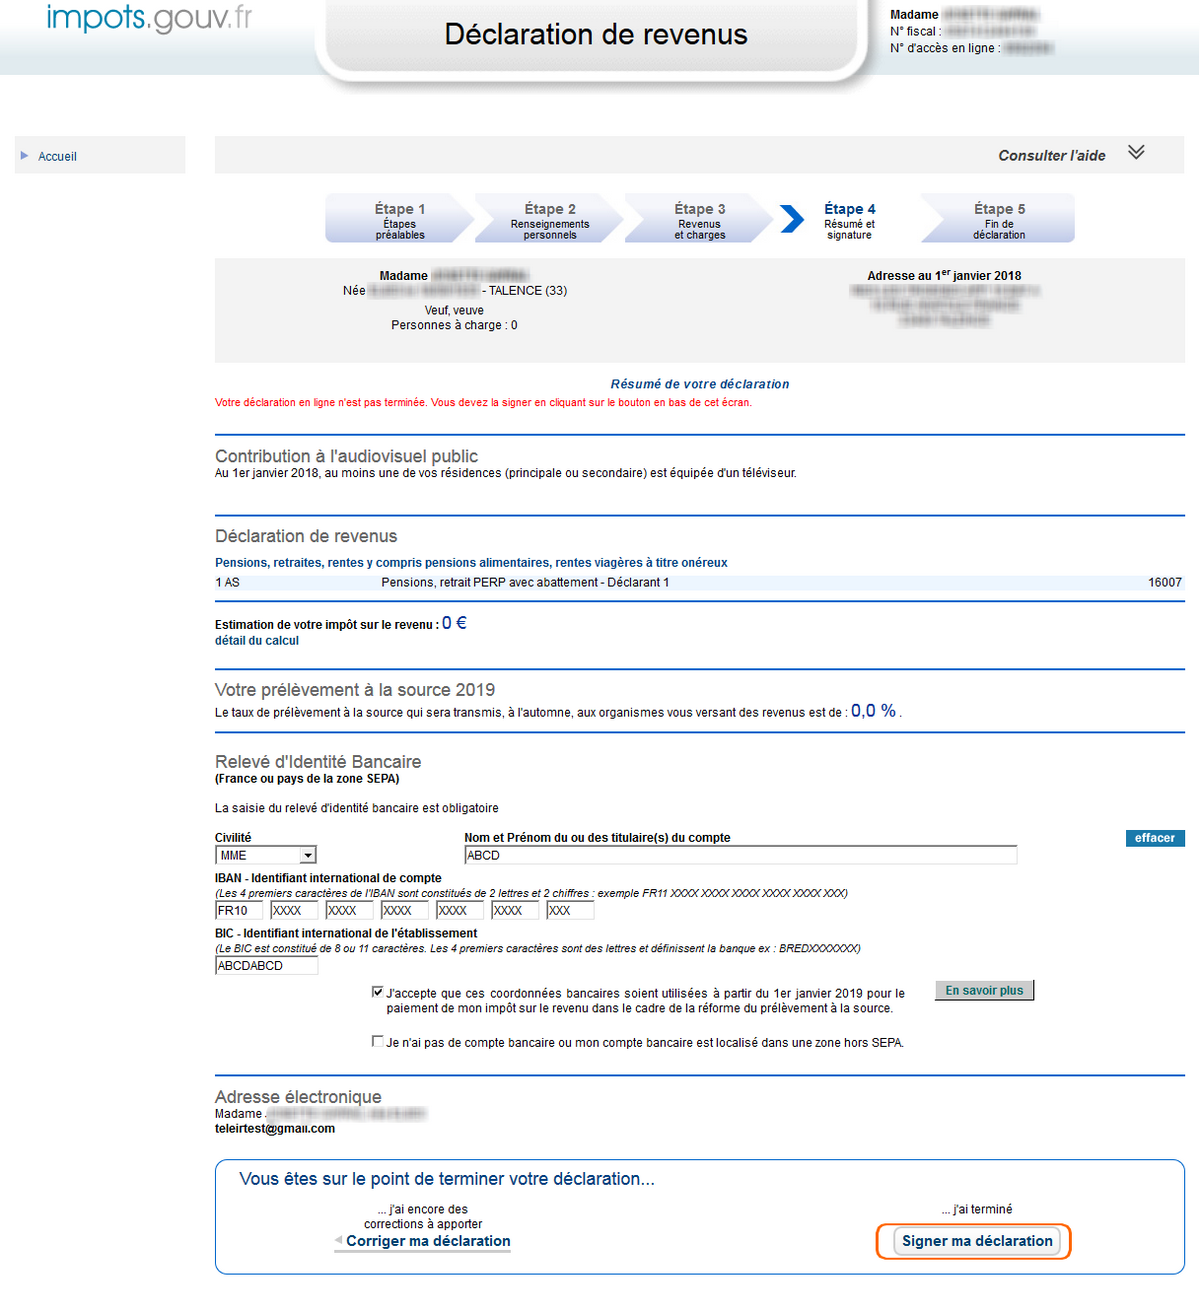 impots.gouv.fr
Déclaration de revenus
Madame
N° fiscal :
N° d'accès en ligne :
Accueil
Consulter l'aide
Étape 1
Étapes
préalables
Étape 2
Renseignements
personnels
Étape 3
Revenus
et charges
Étape 4
Résumé et
signature
Étape 5
Fin de
déclaration
Madame
Née - TALENCE (33)
Veuf, veuve
Personnes à charge : 0
Adresse au 1er janvier 2018
Résumé de votre déclaration
Votre déclaration en ligne n'est pas terminée. Vous devez la signer en cliquant sur le bouton en bas de cet écran.
Contribution à l'audiovisuel public
Au 1er janvier 2018, au moins une de vos résidences (principale ou secondaire) est équipée d'un téléviseur.
Déclaration de revenus
Pensions, retraites, rentes y compris pensions alimentaires, rentes viagères à titre onéreux
1 AS Pensions, retrait PERP avec abattement - Déclarant 1 16007
Estimation de votre impôt sur le revenu : 0 €
détail du calcul
Votre prélèvement à la source 2019
Le taux de prélèvement à la source qui sera transmis, à l'automne, aux organismes vous versant des revenus est de : 0,0 % .
Relevé d'Identité Bancaire
(France ou pays de la zone SEPA)
La saisie du relevé d'identité bancaire est obligatoire
Civilité Nom et Prénom du ou des titulaire(s) du compte effacer
MME ABCD
IBAN - Identifiant international de compte
(Les 4 premiers caractères de l'IBAN sont constitués de 2 lettres et 2 chiffres : exemple FR11 XXXX XXXX XXXX XXXX XXXX XXX)
FR10 XXXX XXXX XXXX XXXX XXXX XXX
BIC - Identifiant international de l'établissement
(Le BIC est constitué de 8 ou 11 caractères. Les 4 premiers caractères sont des lettres et définissent la banque ex : BREDXXXXXXX)
ABCDABCD
J'accepte que ces coordonnées bancaires soient utilisées à partir du 1er janvier 2019 pour le
paiement de mon impôt sur le revenu dans le cadre de la réforme du prélèvement à la source.
En savoir plus
Je n'ai pas de compte bancaire ou mon compte bancaire est localisé dans une zone hors SEPA.
Adresse électronique
Madame
teleirtest@gmail.com
Vous êtes sur le point de terminer votre déclaration...
... j'ai encore des
corrections à apporter
Corriger ma déclaration
... j'ai terminé
Signer ma déclaration